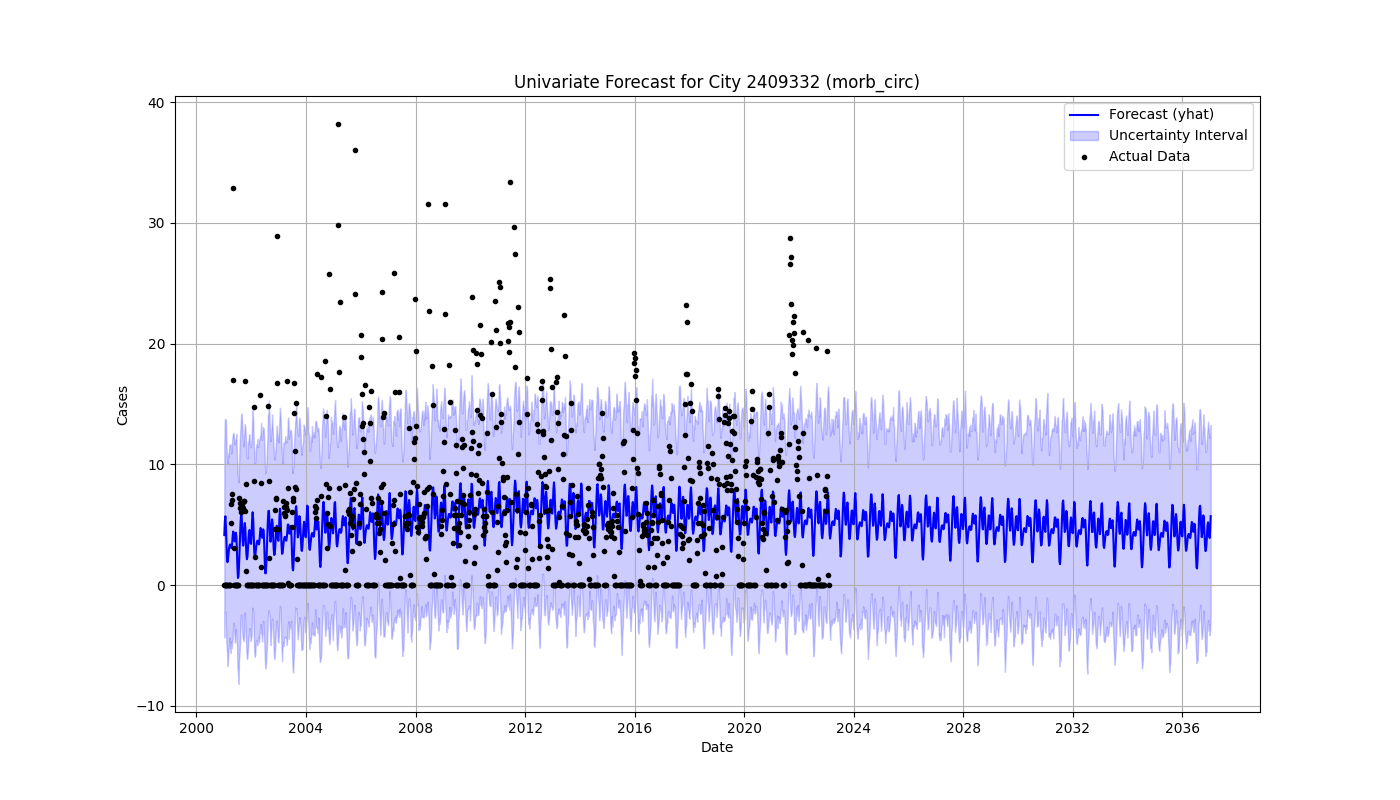 Univariate Forecast for City 2409332 (morb_circ)
Forecast (yhat)
Uncertainty Interval
Actual Data
Cases
40
30
20
10
0
−10
2000 2004 2008 2012 2016 2020 2024 2028 2032 2036
Date